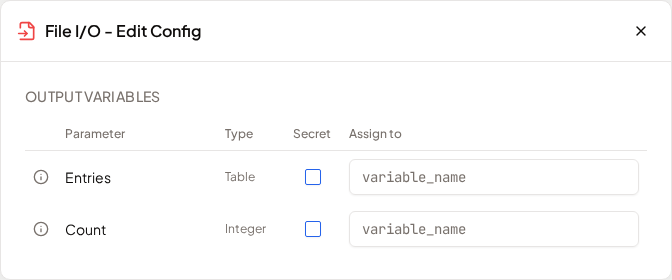 File I/O - Edit Config
OUTPUT VARIABLES
Parameter Type Secret Assign to
Entries Table variable_name
Count Integer variable_name